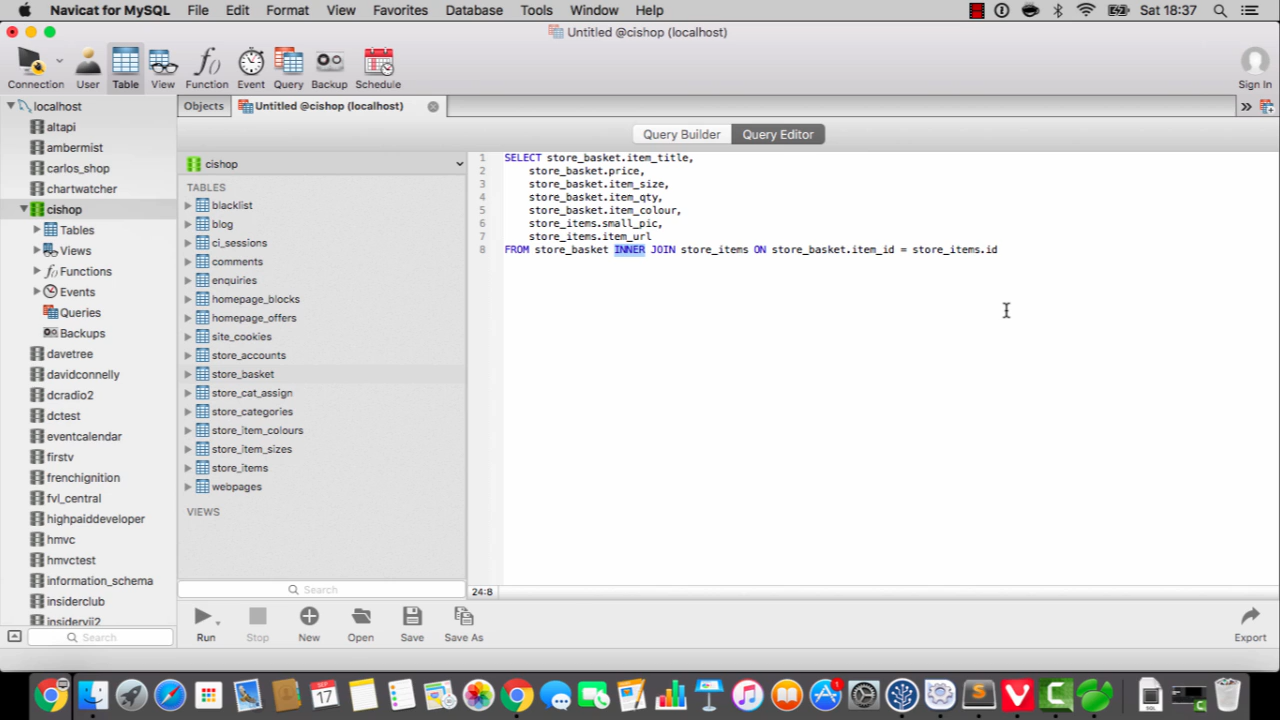 Navicat for MySQL File Edit Format View Favorites Database Tools Window Help Sat 18:37
Untitled @cishop (localhost)
Connection User Table View Function Event Query Backup Schedule Sign In
localhost
altapi
ambermist
carlos_shop
chartwatcher
cishop
Tables
Views
Functions
Events
Queries
Backups
davetree
davidconnelly
dcradio2
dctest
eventcalendar
firstv
frenchignition
fvl_central
highpaiddeveloper
hmvc
hmvctest
information_schema
insiderclub
insidervii2
Search
Objects Untitled @cishop (localhost)
Query Builder Query Editor
cishop
TABLES
blacklist
blog
ci_sessions
comments
enquiries
homepage_blocks
homepage_offers
site_cookies
store_accounts
store_basket
store_cat_assign
store_categories
store_item_colours
store_item_sizes
store_items
webpages
VIEWS
Search
1 SELECT store_basket.item_title,
2 store_basket.price,
3 store_basket.item_size,
4 store_basket.item_qty,
5 store_basket.item_colour,
6 store_items.small_pic,
7 store_items.item_url
8 FROM store_basket INNER JOIN store_items ON store_basket.item_id = store_items.id
24:8
Run Stop New Open Save Save As Export
SEP
17
1